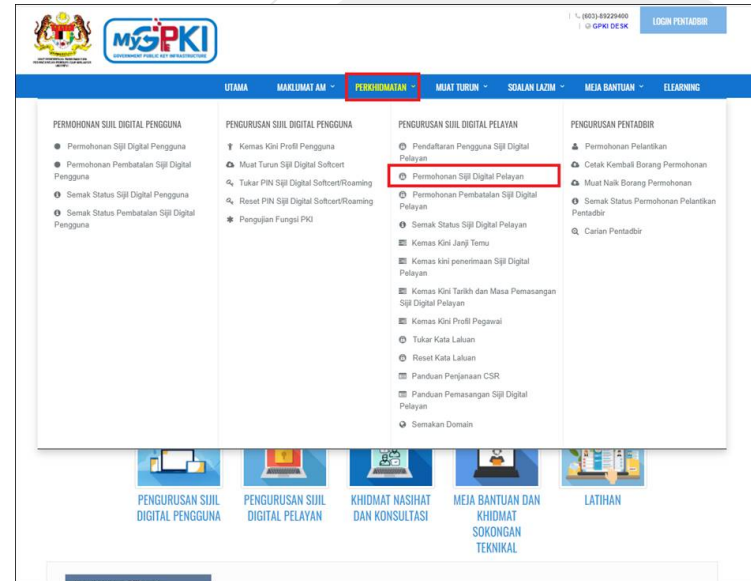 MyGPKI
GOVERNMENT PUBLIC KEY INFRASTRUCTURE
(603)-89229400
GPKI DESK
LOGIN PENTADBIR
UTAMA
MAKLUMAT AM
PERKHIDMATAN
MUAT TURUN
SOALAN LAZIM
MEJA BANTUAN
ELEARNING
PERMOHONAN SIJIL DIGITAL PENGGUNA
Permohonan Sijil Digital Pengguna
Permohonan Pembatalan Sijil Digital
Pengguna
Semak Status Sijil Digital Pengguna
Semak Status Pembatalan Sijil Digital
Pengguna
PENGURUSAN SIJIL DIGITAL PENGGUNA
Kemas Kini Profil Pengguna
Muat Turun Sijil Digital Softcert
Tukar PIN Sijil Digital Softcert/Roaming
Reset PIN Sijil Digital Softcert/Roaming
Pengujian Fungsi PKI
PENGURUSAN SIJIL DIGITAL PELAYAN
Pendaftaran Pengguna Sijil Digital
Pelayan
Permohonan Sijil Digital Pelayan
Permohonan Pembatalan Sijil Digital
Pelayan
Semak Status Sijil Digital Pelayan
Kemas Kini Janji Temu
Kemas kini penerimaan Sijil Digital
Pelayan
Kemas Kini Tarikh dan Masa Pemasangan
Sijil Digital Pelayan
Kemas Kini Profil Pegawai
Tukar Kata Laluan
Reset Kata Laluan
Panduan Penjanaan CSR
Panduan Pemasangan Sijil Digital
Pelayan
Semakan Domain
PENGURUSAN PENTADBIR
Permohonan Pelantikan
Cetak Kembali Borang Permohonan
Muat Naik Borang Permohonan
Semak Status Permohonan Pelantikan
Pentadbir
Carian Pentadbir
PENGURUSAN SIJIL
DIGITAL PENGGUNA
PENGURUSAN SIJIL
DIGITAL PELAYAN
KHIDMAT NASIHAT
DAN KONSULTASI
MEJA BANTUAN DAN
KHIDMAT
SOKONGAN
TEKNIKAL
LATIHAN